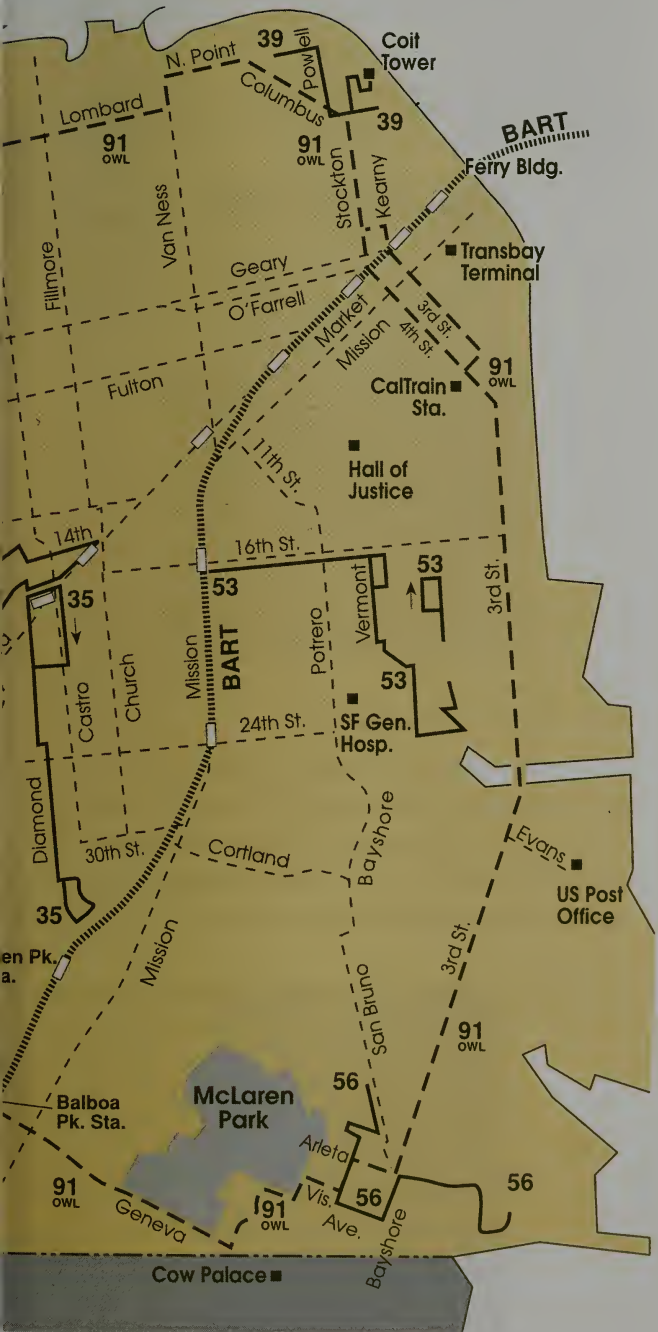 39
Powell
Coit
Tower
N. Point
Columbus
Lombard
91
OWL
91
OWL
39
BART
Ferry Bldg.
Stockton
Kearny
Van Ness
Fillmore
Geary
O'Farrell
Transbay
Terminal
Market
Mission
3rd St.
4th St.
Fulton
91
OWL
CalTrain
Sta.
11th St.
Hall of
Justice
14th
16th St.
35
53
Vermont
53
3rd St.
Mission
BART
Potrero
Castro
Church
53
24th St.
SF Gen.
Hosp.
Diamond
30th St.
Cortland
Bayshore
Evans
US Post
Office
35
Mission
en Pk.
a.
3rd St.
San Bruno
91
OWL
56
McLaren
Park
Balboa
Pk. Sta.
Arleta
91
OWL
Geneva
91
OWL
Vis.
Ave.
56
56
Bayshore
Cow Palace